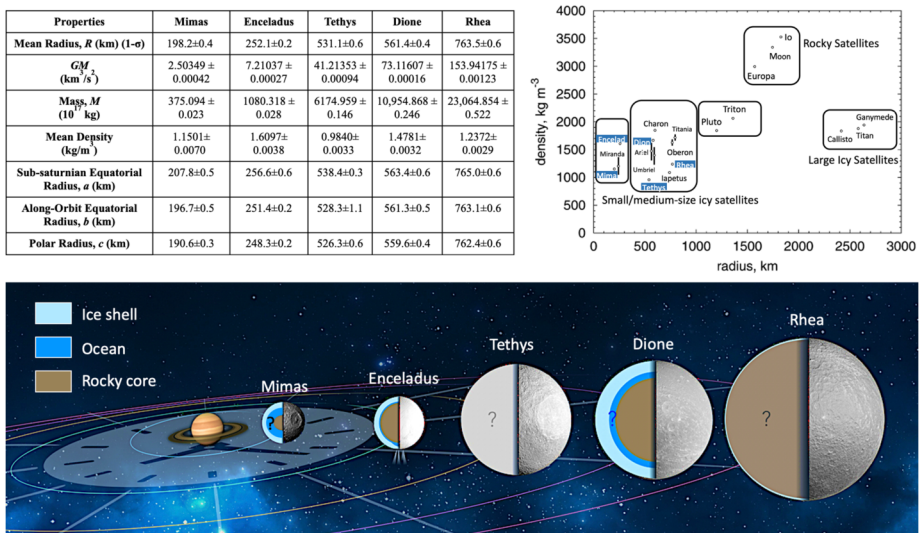 Properties Mimas Enceladus Tethys Dione Rhea
Mean Radius, R (km) (1-σ) 198.2±0.4 252.1±0.2 531.1±0.6 561.4±0.4 763.5±0.6
GM (km³/s²) 2.50349 ± 0.00042 7.21037 ± 0.00027 41.21353 ± 0.00094 73.11607 ± 0.00016 153.94175 ± 0.00123
Mass, M (10¹⁷ kg) 375.094 ± 0.023 1080.318 ± 0.028 6174.959 ± 0.146 10,954.868 ± 0.246 23,064.854 ± 0.522
Mean Density (kg/m³) 1.1501± 0.0070 1.6097± 0.0038 0.9840± 0.0033 1.4781± 0.0032 1.2372± 0.0029
Sub-saturnian Equatorial Radius, a (km) 207.8±0.5 256.6±0.6 538.4±0.3 563.4±0.6 765.0±0.6
Along-Orbit Equatorial Radius, b (km) 196.7±0.5 251.4±0.2 528.3±1.1 561.3±0.5 763.1±0.6
Polar Radius, c (km) 190.6±0.3 248.3±0.2 526.3±0.6 559.6±0.4 762.4±0.6
density, kg m⁻³
4000
3500
3000
2500
2000
1500
1000
500
0
0 500 1000 1500 2000 2500 3000
radius, km
Io
Moon
Europa
Rocky Satellites
Triton
Pluto
Ganymede
Callisto
Titan
Large Icy Satellites
Charon
Titania
Encelad
Dion
Miranda
Ariel
Oberon
Umbriel
Rhea
Mima
Iapetus
Tethys
Small/medium-size icy satellites
Ice shell
Ocean
Rocky core
Mimas
?
Enceladus
Tethys
?
Dione
?
Rhea
?